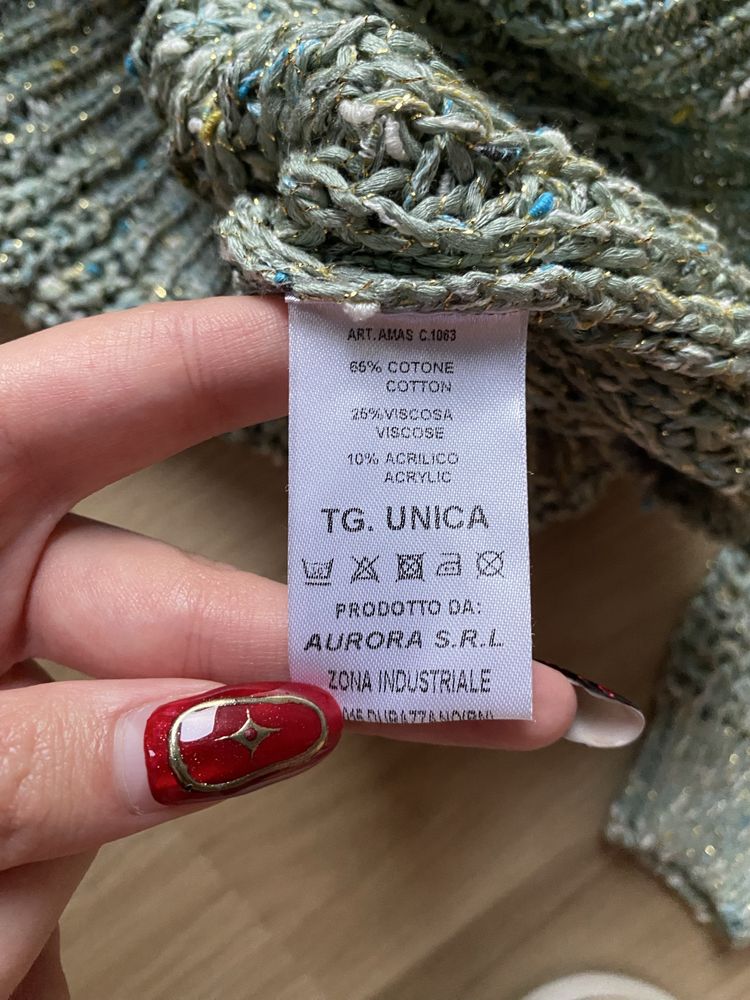 ART. AMAS C.1063
65% COTONE
COTTON
25% VISCOSA
VISCOSE
10% ACRILICO
ACRYLIC
TG. UNICA
PRODOTTO DA:
AURORA S.R.L
ZONA INDUSTRIALE